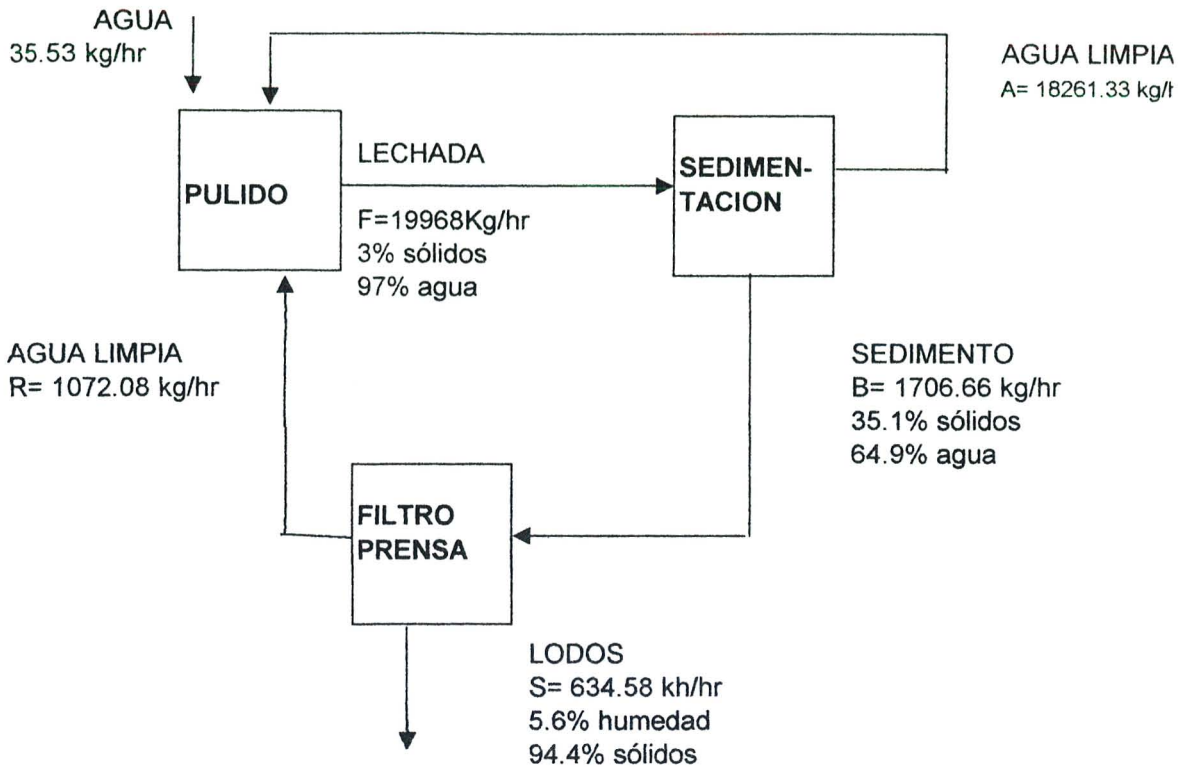 AGUA
35.53 kg/hr
AGUA LIMPIA
A= 18261.33 kg/h
PULIDO
LECHADA
F=19968Kg/hr
3% sólidos
97% agua
SEDIMEN-
TACION
AGUA LIMPIA
R= 1072.08 kg/hr
SEDIMENTO
B= 1706.66 kg/hr
35.1% sólidos
64.9% agua
FILTRO
PRENSA
LODOS
S= 634.58 kh/hr
5.6% humedad
94.4% sólidos